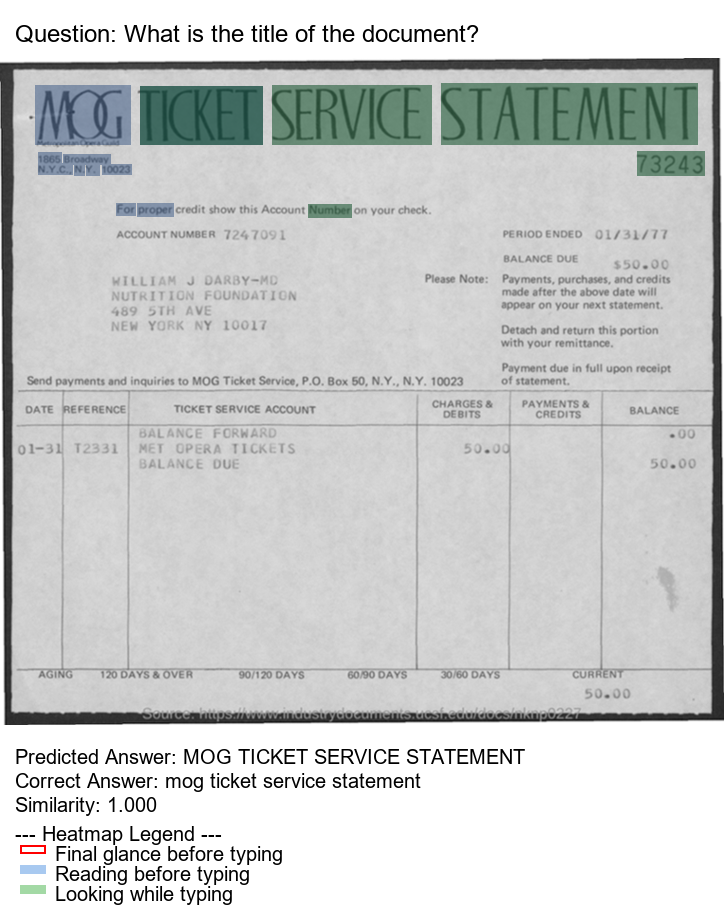 Question: What is the title of the document?
MOG TICKET SERVICE STATEMENT
Metropolitan Opera Guild
1865 Broadway
N.Y.C., N.Y. 10023
73243
For proper credit show this Account Number on your check.
ACCOUNT NUMBER 7247091
PERIOD ENDED 01/31/77
BALANCE DUE $50.00
WILLIAM J DARBY-MD
NUTRITION FOUNDATION
489 5TH AVE
NEW YORK NY 10017
Please Note: Payments, purchases, and credits
made after the above date will
appear on your next statement.
Detach and return this portion
with your remittance.
Payment due in full upon receipt
of statement.
Send payments and inquiries to MOG Ticket Service, P.O. Box 50, N.Y., N.Y. 10023
DATE REFERENCE TICKET SERVICE ACCOUNT CHARGES & DEBITS PAYMENTS & CREDITS BALANCE
BALANCE FORWARD .00
01-31 T2331 MET OPERA TICKETS 50.00
BALANCE DUE 50.00
AGING 120 DAYS & OVER 90/120 DAYS 60/90 DAYS 30/60 DAYS CURRENT
50.00
Source: https://www.industrydocuments.ucsf.edu/docs/nknp0227
Predicted Answer: MOG TICKET SERVICE STATEMENT
Correct Answer: mog ticket service statement
Similarity: 1.000
--- Heatmap Legend ---
Final glance before typing
Reading before typing
Looking while typing